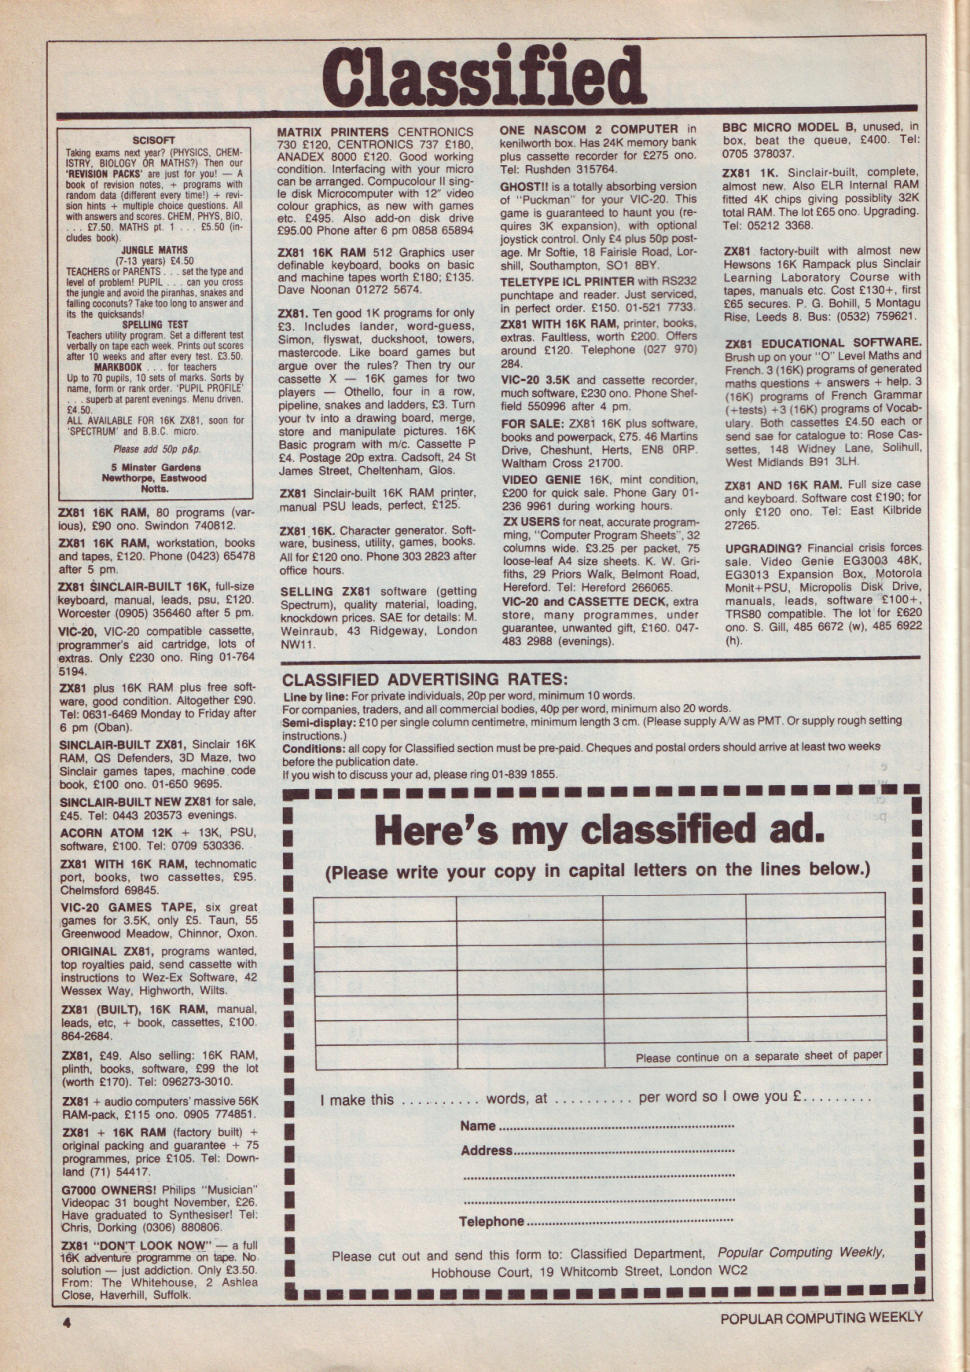 Classified
SCISOFT
Taking exams next year? (PHYSICS, CHEM-
ISTRY, BIOLOGY OR MATHS?) Then our
'REVISION PACKS' are just for you! — A
book of revision notes, + programs with
random data (different every time!) + revi-
sion hints + multiple choice questions. All
with answers and scores. CHEM, PHYS, BIO,
. . . £7.50. MATHS pt. 1 . . . £5.50 (in-
cludes book).
JUNGLE MATHS
(7-13 years) £4.50
TEACHERS or PARENTS . . . set the type and
level of problem! PUPIL . . . can you cross
the jungle and avoid the piranhas, snakes and
falling coconuts? Take too long to answer and
its the quicksands!
SPELLING TEST
Teachers utility program. Set a different test
verbally on tape each week. Prints out scores
after 10 weeks and after every test. £3.50.
MARKBOOK . . . for teachers
Up to 70 pupils, 10 sets of marks. Sorts by
name, form or rank order. 'PUPIL PROFILE'
. . . superb at parent evenings. Menu driven.
£4.50.
ALL AVAILABLE FOR 16K ZX81, soon for
'SPECTRUM' and B.B.C. micro.
Please add 50p p&p.
5 Minster Gardens
Newthorpe, Eastwood
Notts.
ZX81 16K RAM, 80 programs (var-
ious), £90 ono. Swindon 740812.
ZX81 16K RAM, workstation, books
and tapes, £120. Phone (0423) 65478
after 5 pm.
ZX81 SINCLAIR-BUILT 16K, full-size
keyboard, manual, leads, psu, £120.
Worcester (0905) 356460 after 5 pm.
VIC-20, VIC-20 compatible cassette,
programmer's aid cartridge, lots of
extras. Only £230 ono. Ring 01-764
5194.
ZX81 plus 16K RAM plus free soft-
ware, good condition. Altogether £90.
Tel: 0631-6469 Monday to Friday after
6 pm (Oban).
SINCLAIR-BUILT ZX81, Sinclair 16K
RAM, QS Defenders, 3D Maze, two
Sinclair games tapes, machine code
book, £100 ono. 01-650 9695.
SINCLAIR-BUILT NEW ZX81 for sale,
£45. Tel: 0443 203573 evenings.
ACORN ATOM 12K + 13K, PSU,
software, £100. Tel: 0709 530336.
ZX81 WITH 16K RAM, technomatic
port, books, two cassettes, £95.
Chelmsford 69845.
VIC-20 GAMES TAPE, six great
games for 3.5K, only £5. Taun, 55
Greenwood Meadow, Chinnor, Oxon.
ORIGINAL ZX81, programs wanted,
top royalties paid, send cassette with
instructions to Wez-Ex Software, 42
Wessex Way, Highworth, Wilts.
ZX81 (BUILT), 16K RAM, manual,
leads, etc, + book, cassettes, £100.
864-2684.
ZX81, £49. Also selling: 16K RAM,
plinth, books, software, £99 the lot
(worth £170). Tel: 096273-3010.
ZX81 + audio computers' massive 56K
RAM-pack, £115 ono. 0905 774851.
ZX81 + 16K RAM (factory built) +
original packing and guarantee + 75
programmes, price £105. Tel: Down-
land (71) 54417.
G7000 OWNERS! Philips "Musician"
Videopac 31 bought November, £26.
Have graduated to Synthesiser! Tel:
Chris, Dorking (0306) 880806.
ZX81 "DON'T LOOK NOW" — a full
16K adventure programme on tape. No
solution — just addiction. Only £3.50.
From: The Whitehouse, 2 Ashlea
Close, Haverhill, Suffolk.
MATRIX PRINTERS CENTRONICS
730 £120, CENTRONICS 737 £180,
ANADEX 8000 £120. Good working
condition. Interfacing with your micro
can be arranged. Compucolour II sing-
le disk Microcomputer with 12" video
colour graphics, as new with games
etc. £495. Also add-on disk drive
£95.00 Phone after 6 pm 0858 65894
ZX81 16K RAM 512 Graphics user
definable keyboard, books on basic
and machine tapes worth £180; £135.
Dave Noonan 01272 5674.
ZX81. Ten good 1K programs for only
£3. Includes lander, word-guess,
Simon, flyswat, duckshoot, towers,
mastercode. Like board games but
argue over the rules? Then try our
cassette X — 16K games for two
players — Othello, four in a row,
pipeline, snakes and ladders, £3. Turn
your tv into a drawing board, merge,
store and manipulate pictures. 16K
Basic program with m/c. Cassette P
£4. Postage 20p extra. Cadsoft, 24 St
James Street, Cheltenham, Glos.
ZX81 Sinclair-built 16K RAM printer,
manual PSU leads, perfect, £125.
ZX81 16K. Character generator. Soft-
ware, business, utility, games, books.
All for £120 ono. Phone 303 2823 after
office hours.
SELLING ZX81 software (getting
Spectrum), quality material, loading,
knockdown prices. SAE for details: M.
Weinraub, 43 Ridgeway, London
NW11.
ONE NASCOM 2 COMPUTER in
kenilworth box. Has 24K memory bank
plus cassette recorder for £275 ono.
Tel: Rushden 315764.
GHOST!! is a totally absorbing version
of "Puckman" for your VIC-20. This
game is guaranteed to haunt you (re-
quires 3K expansion), with optional
joystick control. Only £4 plus 50p post-
age. Mr Softie, 18 Fairisle Road, Lor-
shill, Southampton, SO1 8BY.
TELETYPE ICL PRINTER with RS232
punchtape and reader. Just serviced,
in perfect order. £150. 01-521 7733.
ZX81 WITH 16K RAM, printer, books,
extras. Faultless, worth £200. Offers
around £120. Telephone (027 970)
284.
VIC-20 3.5K and cassette recorder,
much software, £230 ono. Phone Shef-
field 550996 after 4 pm.
FOR SALE: ZX81 16K plus software,
books and powerpack, £75. 46 Martins
Drive, Cheshunt, Herts, EN8 0RP.
Waltham Cross 21700.
VIDEO GENIE 16K, mint condition,
£200 for quick sale. Phone Gary 01-
236 9961 during working hours.
ZX USERS for neat, accurate program-
ming, "Computer Program Sheets", 32
columns wide. £3.25 per packet, 75
loose-leaf A4 size sheets. K. W. Gri-
fiths, 29 Priors Walk, Belmont Road,
Hereford. Tel: Hereford 266065.
VIC-20 and CASSETTE DECK, extra
store, many programmes, under
guarantee, unwanted gift, £160. 047-
483 2988 (evenings).
BBC MICRO MODEL B, unused, in
box, beat the queue, £400. Tel:
0705 378037.
ZX81 1K. Sinclair-built, complete,
almost new. Also ELR Internal RAM
fitted 4K chips giving possiblity 32K
total RAM. The lot £65 ono. Upgrading.
Tel: 05212 3368.
ZX81 factory-built with almost new
Hewsons 16K Rampack plus Sinclair
Learning Laboratory Course with
tapes, manuals etc. Cost £130+, first
£65 secures. P. G. Bohill, 5 Montagu
Rise, Leeds 8. Bus: (0532) 759621.
ZX81 EDUCATIONAL SOFTWARE.
Brush up on your "O" Level Maths and
French. 3 (16K) programs of generated
maths questions + answers + help. 3
(16K) programs of French Grammar
(+tests) +3 (16K) programs of Vocab-
ulary. Both cassettes £4.50 each or
send sae for catalogue to: Rose Cas-
settes, 148 Widney Lane, Solihull,
West Midlands B91 3LH.
ZX81 AND 16K RAM. Full size case
and keyboard. Software cost £190; for
only £120 ono. Tel: East Kilbride
27265.
UPGRADING? Financial crisis forces
sale. Video Genie EG3003 48K,
EG3013 Expansion Box, Motorola
Monit+PSU, Micropolis Disk Drive,
manuals, leads, software £100+,
TRS80 compatible. The lot for £620
ono. S. Gill, 485 6672 (w), 485 6922
(h).
CLASSIFIED ADVERTISING RATES:
Line by line: For private individuals, 20p per word, minimum 10 words.
For companies, traders, and all commercial bodies, 40p per word, minimum also 20 words.
Semi-display: £10 per single column centimetre, minimum length 3 cm. (Please supply A/W as PMT. Or supply rough setting
instructions.)
Conditions: all copy for Classified section must be pre-paid. Cheques and postal orders should arrive at least two weeks
before the publication date.
If you wish to discuss your ad, please ring 01-839 1855.
Here's my classified ad.
(Please write your copy in capital letters on the lines below.)
Please continue on a separate sheet of paper
I make this . . . . . . . . . . words, at . . . . . . . . . . per word so I owe you £. . . . . . . . .
Name
Address
Telephone
Please cut out and send this form to: Classified Department, Popular Computing Weekly,
Hobhouse Court, 19 Whitcomb Street, London WC2
4
POPULAR COMPUTING WEEKLY